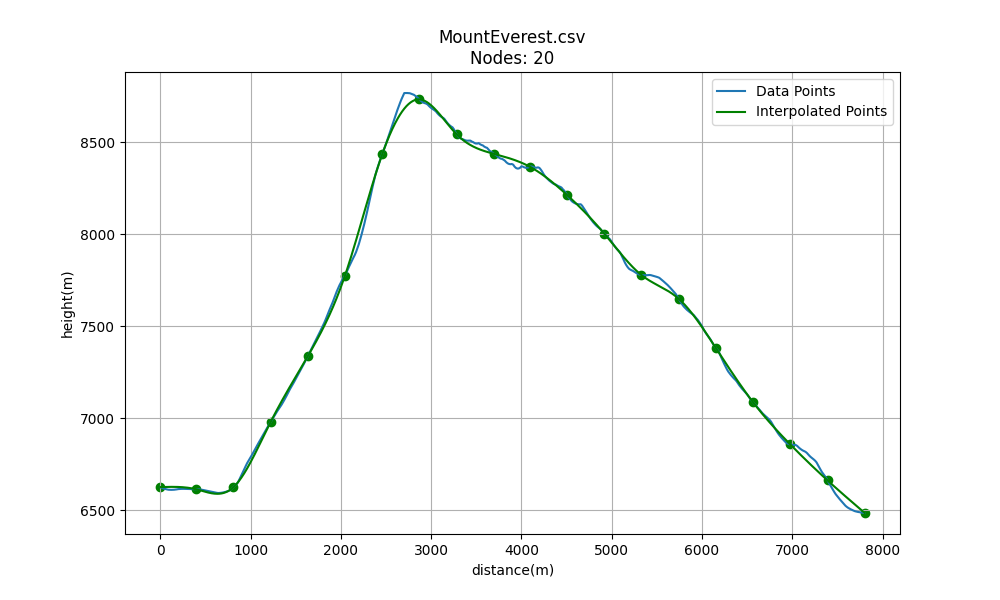 MountEverest.csv
Nodes: 20
Data Points
Interpolated Points
height(m)
8500
8000
7500
7000
6500
0 1000 2000 3000 4000 5000 6000 7000 8000
distance(m)